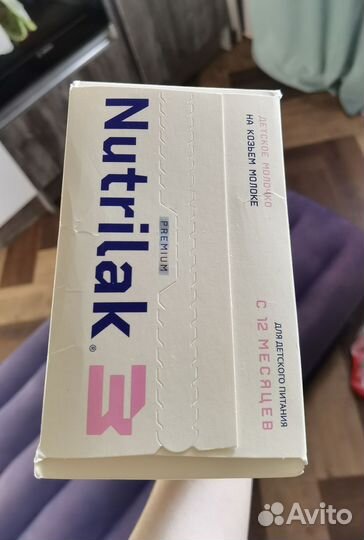 Nutrilak 3
PREMIUM
ДЕТСКОЕ МОЛОЧКО
НА КОЗЬЕМ МОЛОКЕ
ДЛЯ ДЕТСКОГО ПИТАНИЯ
С 12 МЕСЯЦЕВ
Avito